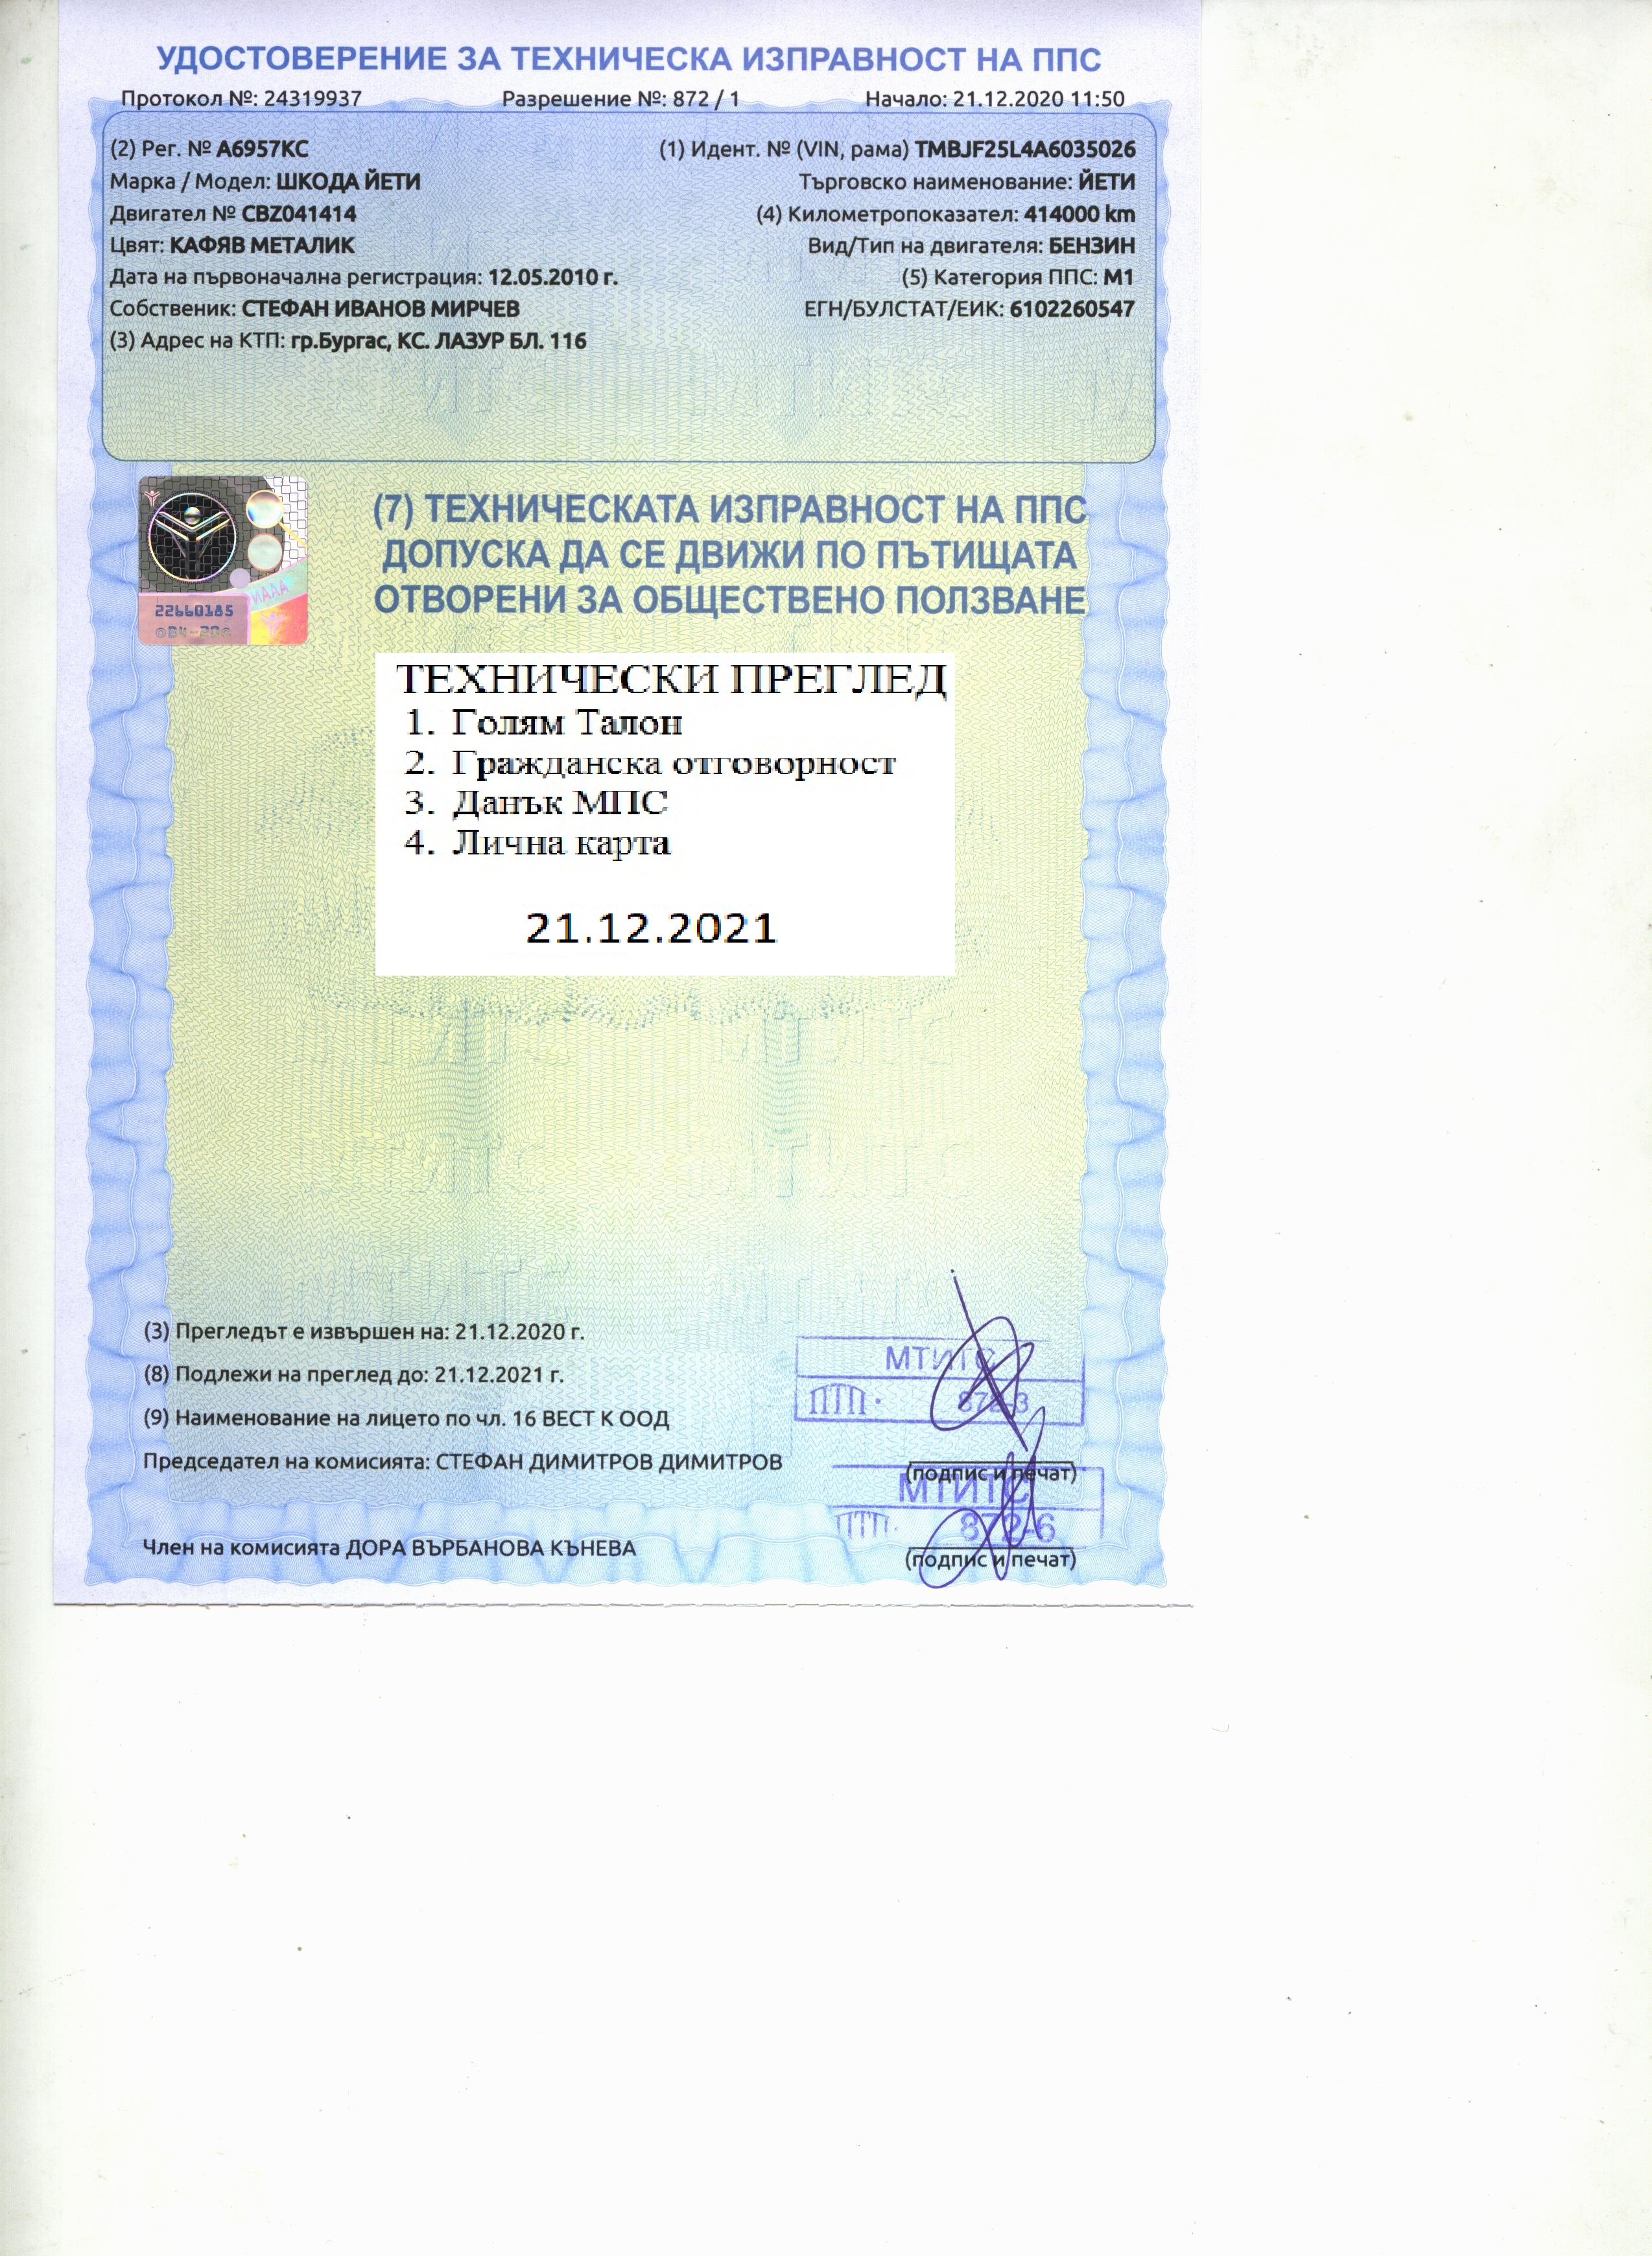 УДОСТОВЕРЕНИЕ ЗА ТЕХНИЧЕСКА ИЗПРАВНОСТ НА ППС
Протокол №: 24319937 Разрешение №: 872 / 1 Начало: 21.12.2020 11:50
(2) Рег. № А6957КС (1) Идент. № (VIN, рама) TMBJF25L4A6035026
Марка / Модел: ШКОДА ЙЕТИ Търговско наименование: ЙЕТИ
Двигател № CBZ041414 (4) Километропоказател: 414000 km
Цвят: КАФЯВ МЕТАЛИК Вид/Тип на двигателя: БЕНЗИН
Дата на първоначална регистрация: 12.05.2010 г. (5) Категория ППС: M1
Собственик: СТЕФАН ИВАНОВ МИРЧЕВ ЕГН/БУЛСТАТ/ЕИК: 6102260547
(3) Адрес на КТП: гр.Бургас, КС. ЛАЗУР БЛ. 116
(7) ТЕХНИЧЕСКАТА ИЗПРАВНОСТ НА ППС
ДОПУСКА ДА СЕ ДВИЖИ ПО ПЪТИЩАТА
ОТВОРЕНИ ЗА ОБЩЕСТВЕНО ПОЛЗВАНЕ
ИААА
22660185
ТЕХНИЧЕСКИ ПРЕГЛЕД
1. Голям Талон
2. Гражданска отговорност
3. Данък МПС
4. Лична карта
21.12.2021
(3) Прегледът е извършен на: 21.12.2020 г.
(8) Подлежи на преглед до: 21.12.2021 г.
МТИТС
ПТП · 872-3
(9) Наименование на лицето по чл. 16 ВЕСТ К ООД
Председател на комисията: СТЕФАН ДИМИТРОВ ДИМИТРОВ
(подпис и печат)
МТИТС
ПТП · 872-6
Член на комисията ДОРА ВЪРБАНОВА КЪНЕВА
(подпис и печат)